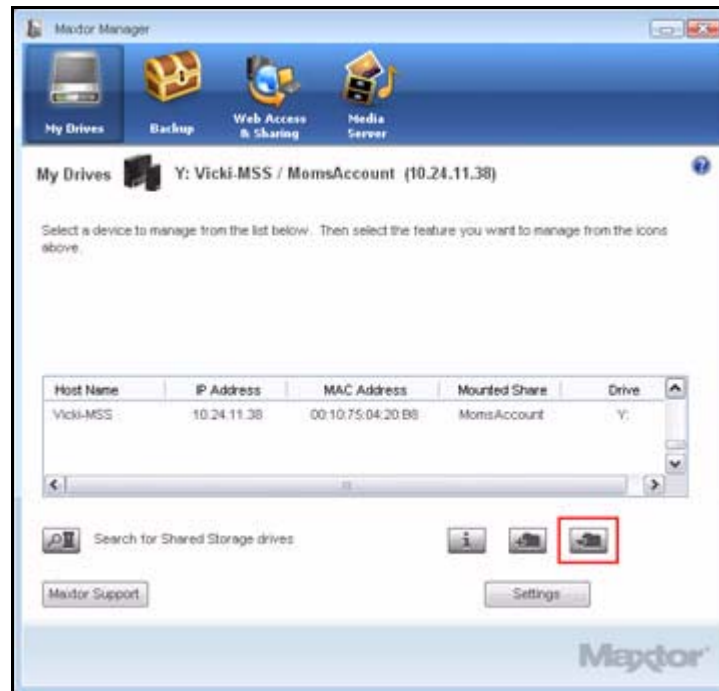 Maxtor Manager
My Drives
Backup
Web Access
& Sharing
Media
Server
My Drives
Y: Vicki-MSS / MomsAccount (10.24.11.38)
?
Select a device to manage from the list below. Then select the feature you want to manage from the icons
above.
Host Name IP Address MAC Address Mounted Share Drive
Vicki-MSS 10.24.11.38 00:10:75:04:20:B8 MomsAccount Y:
Search for Shared Storage drives
i
Maxtor Support
Settings
Maxtor